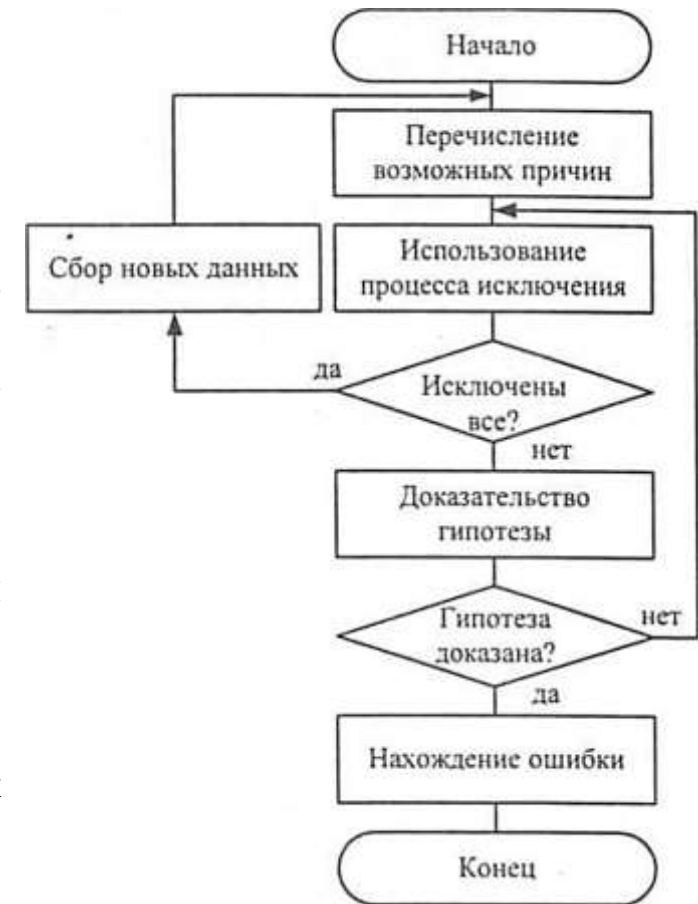 Начало
Перечисление
возможных причин
Сбор новых данных
Использование
процесса исключения
да
Исключены
все?
нет
Доказательство
гипотезы
Гипотеза
доказана?
нет
да
Нахождение ошибки
Конец